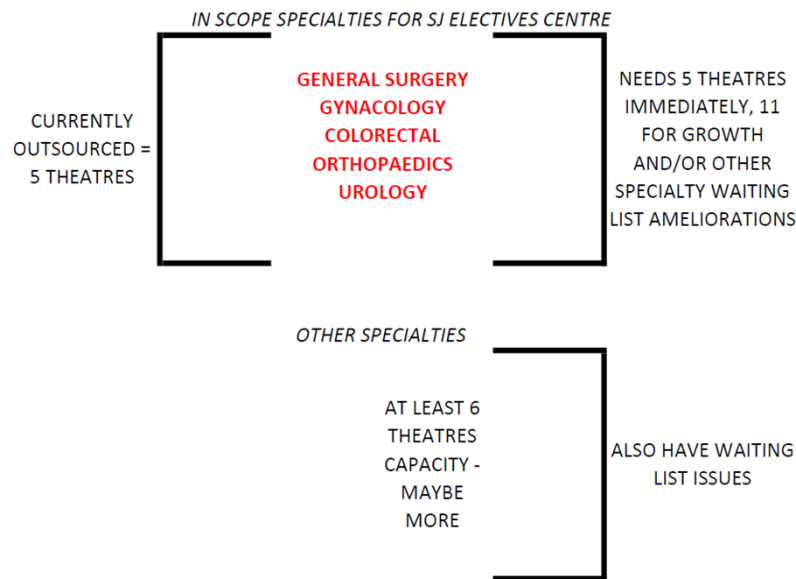 IN SCOPE SPECIALTIES FOR SJ ELECTIVES CENTRE
CURRENTLY
OUTSOURCED =
5 THEATRES
GENERAL SURGERY
GYNACOLOGY
COLORECTAL
ORTHOPAEDICS
UROLOGY
NEEDS 5 THEATRES
IMMEDIATELY, 11
FOR GROWTH
AND/OR OTHER
SPECIALTY WAITING
LIST AMELIORATIONS
OTHER SPECIALTIES
AT LEAST 6
THEATRES
CAPACITY -
MAYBE
MORE
ALSO HAVE WAITING
LIST ISSUES